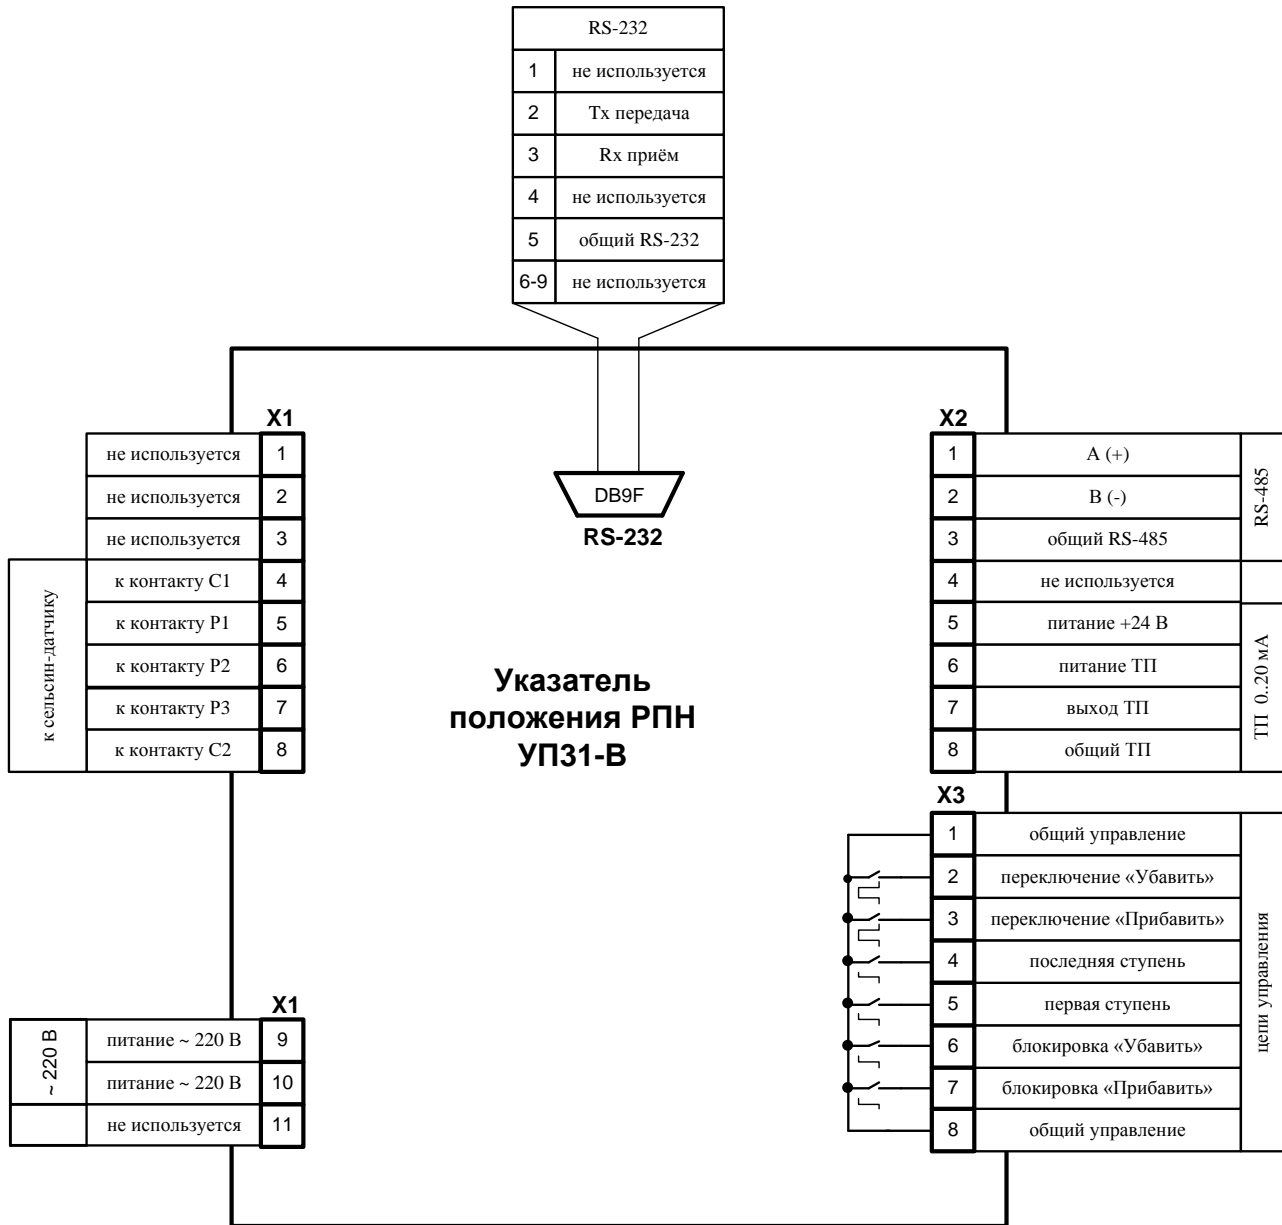 RS-232
1 не используется
2 Tx передача
3 Rx приём
4 не используется
5 общий RS-232
6-9 не используется
X1
не используется 1
не используется 2
не используется 3
к сельсин-датчику
к контакту С1 4
к контакту Р1 5
к контакту Р2 6
к контакту Р3 7
к контакту С2 8
X1
~ 220 В
питание ~ 220 В 9
питание ~ 220 В 10
не используется 11
DB9F
RS-232
Указатель
положения РПН
УП31-В
X2
1 A (+)
2 B (-)
3 общий RS-485
RS-485
4 не используется
5 питание +24 В
6 питание ТП
7 выход ТП
8 общий ТП
ТП 0..20 мА
X3
1 общий управление
2 переключение «Убавить»
3 переключение «Прибавить»
4 последняя ступень
5 первая ступень
6 блокировка «Убавить»
7 блокировка «Прибавить»
8 общий управление
цепи управления